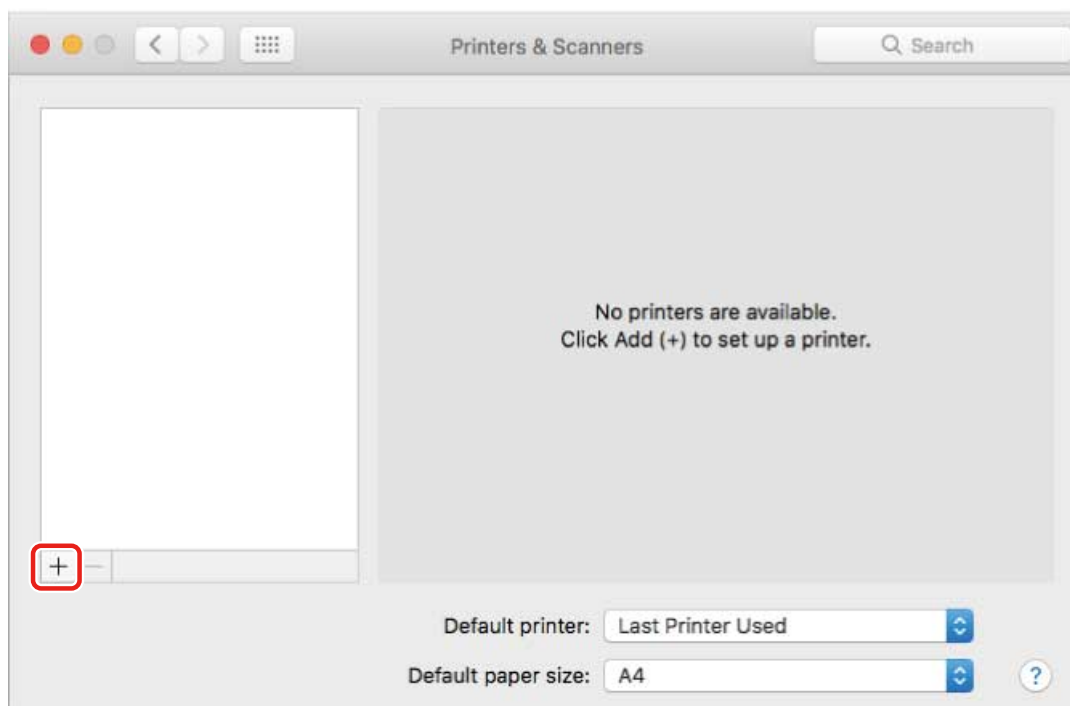 Printers & Scanners
Search
No printers are available.
Click Add (+) to set up a printer.
+ −
Default printer: Last Printer Used
Default paper size: A4
?